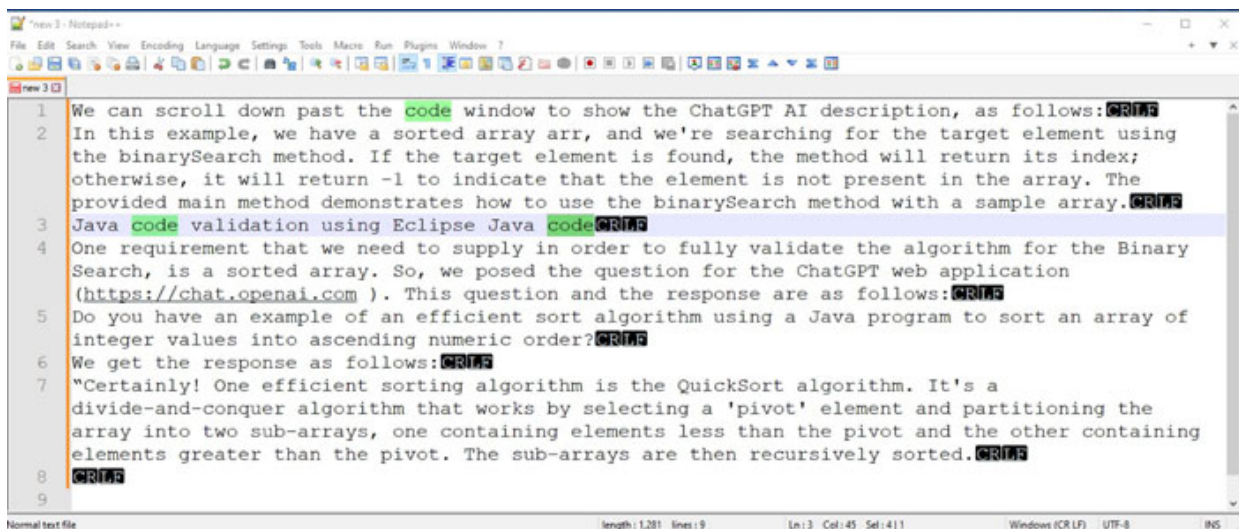 *new 3 - Notepad++
File Edit Search View Encoding Language Settings Tools Macro Run Plugins Window ?
new 3
1 We can scroll down past the code window to show the ChatGPT AI description, as follows:CRLF
2 In this example, we have a sorted array arr, and we're searching for the target element using
the binarySearch method. If the target element is found, the method will return its index;
otherwise, it will return -1 to indicate that the element is not present in the array. The
provided main method demonstrates how to use the binarySearch method with a sample array.CRLF
3 Java code validation using Eclipse Java codeCRLF
4 One requirement that we need to supply in order to fully validate the algorithm for the Binary
Search, is a sorted array. So, we posed the question for the ChatGPT web application
(https://chat.openai.com ). This question and the response are as follows:CRLF
5 Do you have an example of an efficient sort algorithm using a Java program to sort an array of
integer values into ascending numeric order?CRLF
6 We get the response as follows:CRLF
7 "Certainly! One efficient sorting algorithm is the QuickSort algorithm. It's a
divide-and-conquer algorithm that works by selecting a 'pivot' element and partitioning the
array into two sub-arrays, one containing elements less than the pivot and the other containing
elements greater than the pivot. The sub-arrays are then recursively sorted.CRLF
8 CRLF
9
Normal text file length : 1,281 lines : 9 Ln : 3 Col : 45 Sel : 4 | 1 Windows (CR LF) UTF-8 INS